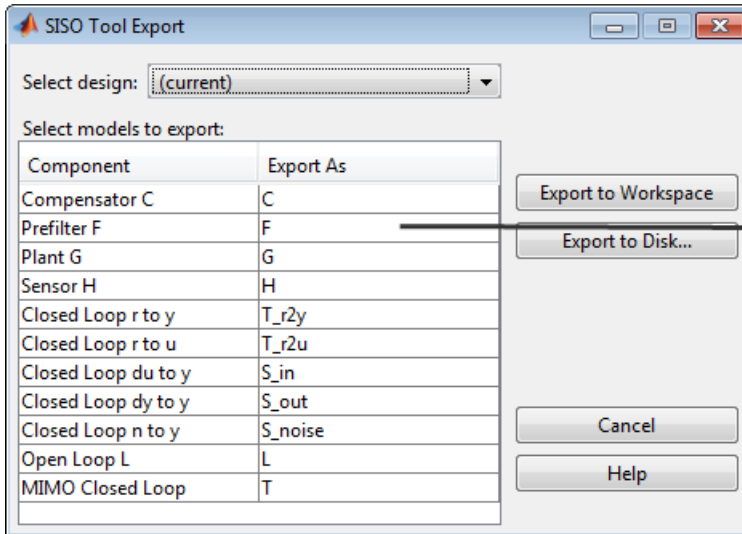 SISO Tool Export
Select design: (current)
Select models to export:
Component Export As
Compensator C C
Prefilter F F
Plant G G
Sensor H H
Closed Loop r to y T_r2y
Closed Loop r to u T_r2u
Closed Loop du to y S_in
Closed Loop dy to y S_out
Closed Loop n to y S_noise
Open Loop L L
MIMO Closed Loop T
Export to Workspace
Export to Disk...
Cancel
Help